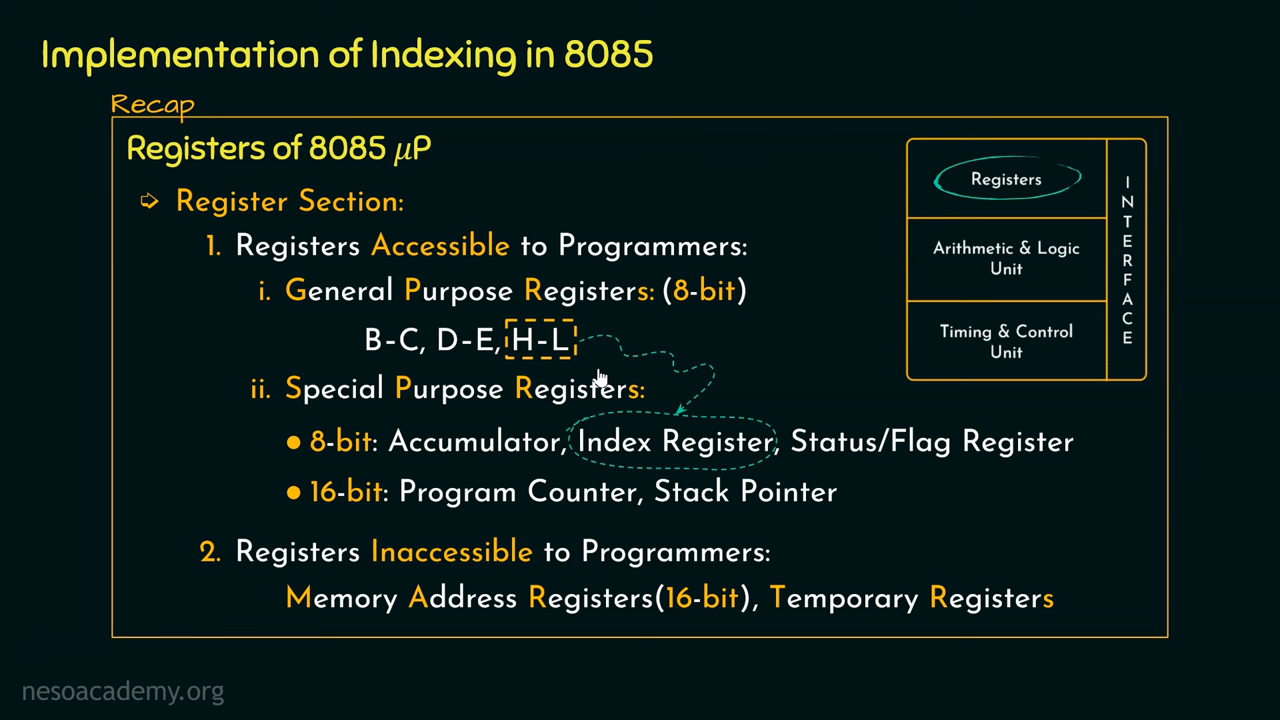 Implementation of Indexing in 8085
Recap
Registers of 8085 μP
➩ Register Section:
1. Registers Accessible to Programmers:
i. General Purpose Registers: (8-bit)
B-C, D-E, H-L
ii. Special Purpose Registers:
● 8-bit: Accumulator, Index Register, Status/Flag Register
● 16-bit: Program Counter, Stack Pointer
2. Registers Inaccessible to Programmers:
Memory Address Registers(16-bit), Temporary Registers
Registers
Arithmetic & Logic
Unit
Timing & Control
Unit
INTERFACE
nesoacademy.org